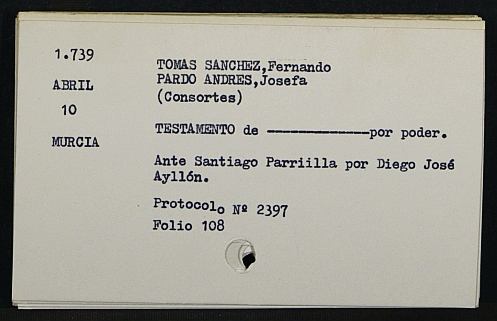 1.739
ABRIL
10
MURCIA
TOMAS SANCHEZ,Fernando
PARDO ANDRES,Josefa
(Consortes)
TESTAMENTO de ---------------por poder.
Ante Santiago Parriilla por Diego José
Ayllón.
Protocolo Nº 2397
Folio 108